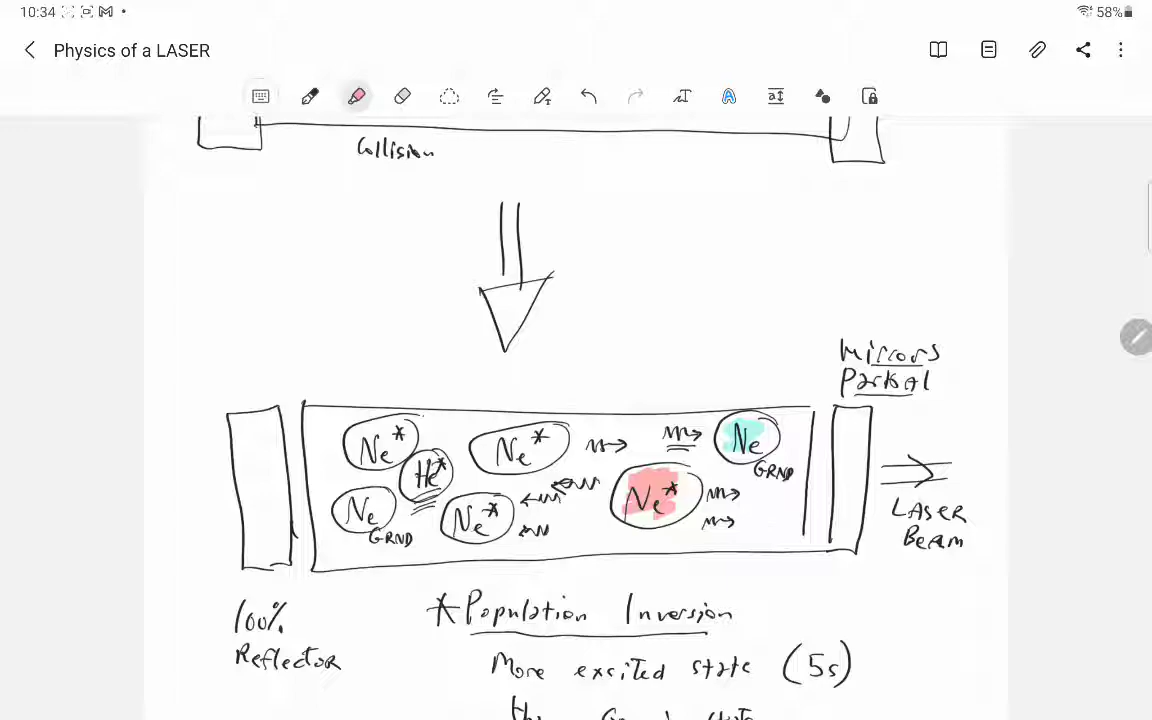 10:34
58%
Physics of a LASER
Collision
Mirrors
Partial
Ne*
Ne*
Ne
GRND
He*
Ne*
Ne
GRND
Ne*
LASER
BEAM
100%
Reflector
*Population Inversion
More excited state (5s)